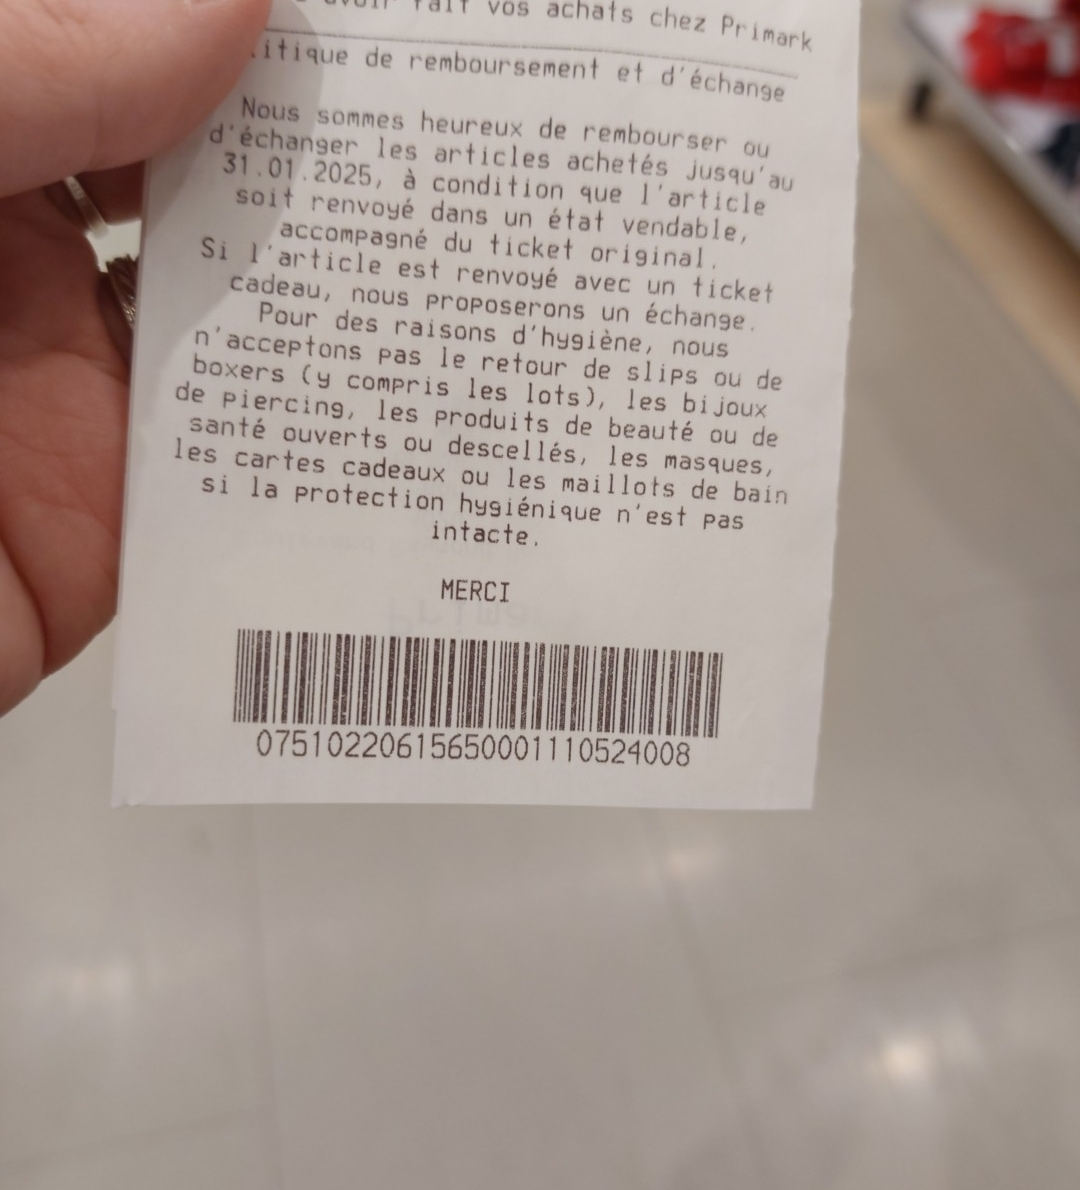 avoir fait vos achats chez Primark
itique de remboursement et d'échange
Nous sommes heureux de rembourser ou
d'échanger les articles achetés jusqu'au
31.01.2025, à condition que l'article
soit renvoyé dans un état vendable,
accompagné du ticket original.
Si l'article est renvoyé avec un ticket
cadeau, nous proposerons un échange.
Pour des raisons d'hygiène, nous
n'acceptons pas le retour de slips ou de
boxers (y compris les lots), les bijoux
de piercing, les produits de beauté ou de
santé ouverts ou descellés, les masques,
les cartes cadeaux ou les maillots de bain
si la protection hygiénique n'est pas
intacte.
MERCI
07510220615650001110524008